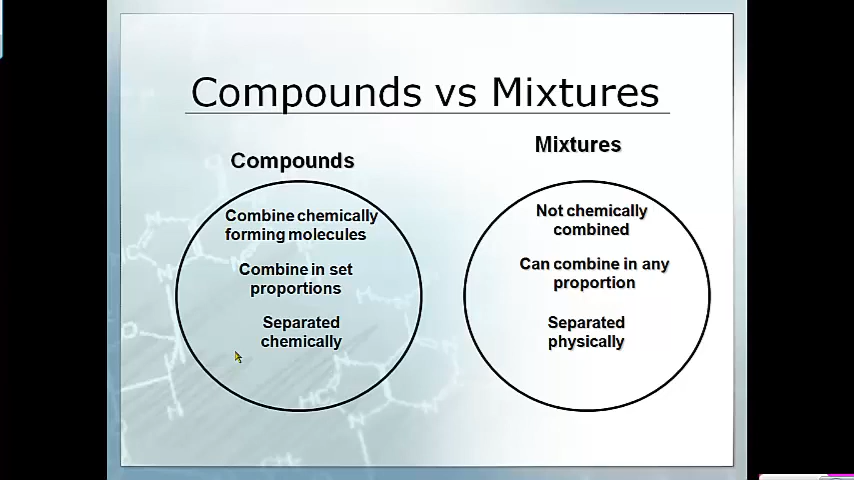 Compounds vs Mixtures
Compounds
Combine chemically
forming molecules
Combine in set
proportions
Separated
chemically
Mixtures
Not chemically
combined
Can combine in any
proportion
Separated
physically